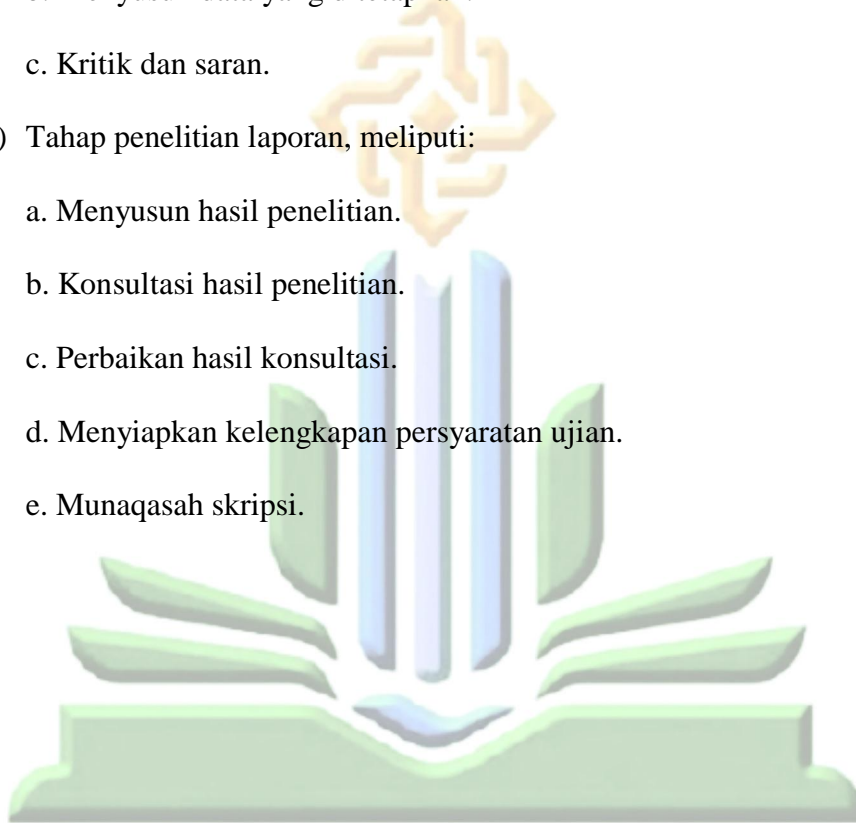 c. Kritik dan saran.
) Tahap penelitian laporan, meliputi:
a. Menyusun hasil penelitian.
b. Konsultasi hasil penelitian.
c. Perbaikan hasil konsultasi.
d. Menyiapkan kelengkapan persyaratan ujian.
e. Munaqasah skripsi.